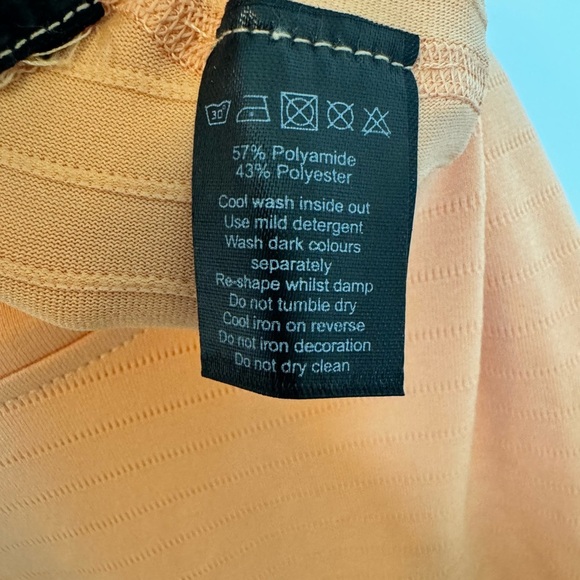 30°
57% Polyamide
43% Polyester
Cool wash inside out
Use mild detergent
Wash dark colours
separately
Re-shape whilst damp
Do not tumble dry
Cool iron on reverse
Do not iron decoration
Do not dry clean